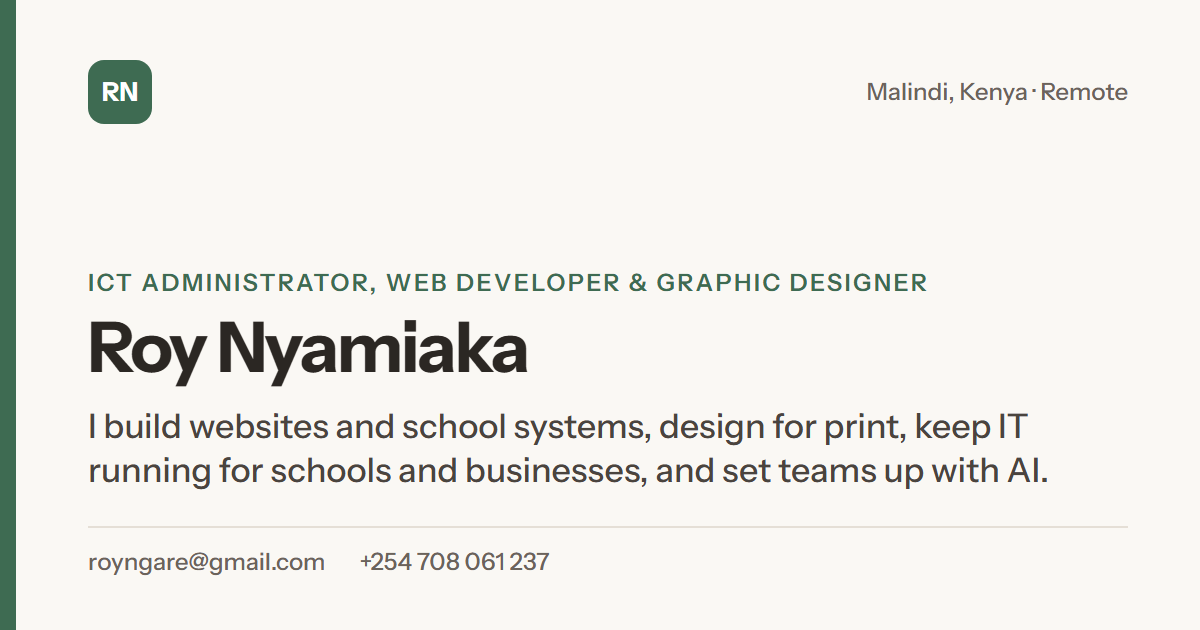 RN
Malindi, Kenya · Remote
ICT ADMINISTRATOR, WEB DEVELOPER & GRAPHIC DESIGNER
Roy Nyamiaka
I build websites and school systems, design for print, keep IT
running for schools and businesses, and set teams up with AI.
royngare@gmail.com +254 708 061 237